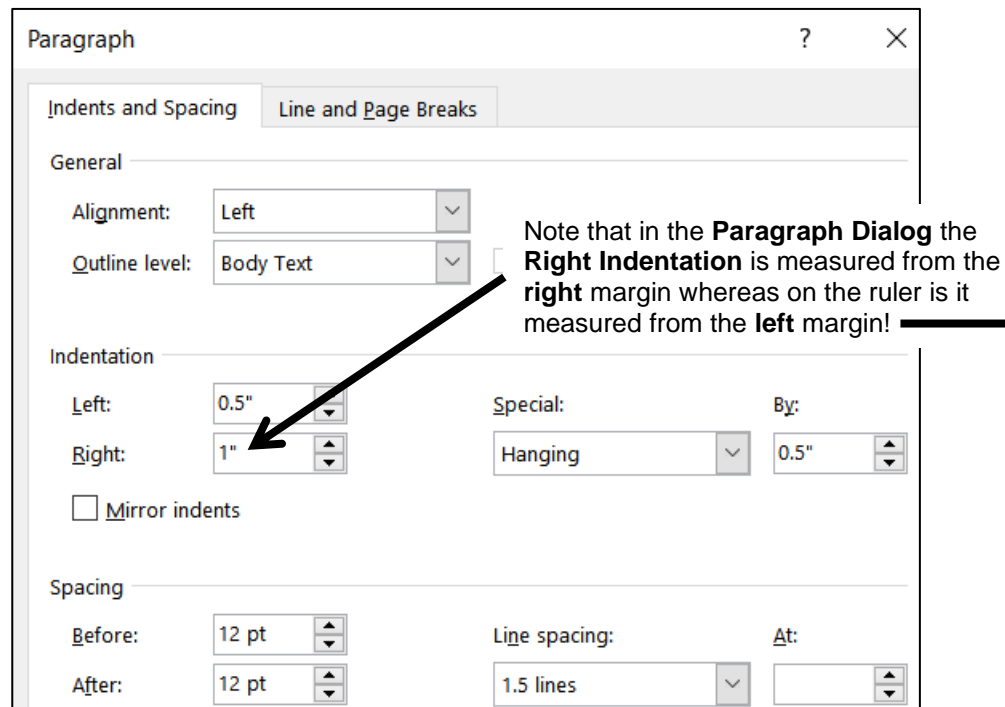 Paragraph ?
Indents and Spacing Line and Page Breaks
General
Alignment: Left
Outline level: Body Text
Note that in the Paragraph Dialog the
Right Indentation is measured from the
right margin whereas on the ruler is it
measured from the left margin!
Indentation
Left: 0.5" Special: By:
Right: 1" Hanging 0.5"
Mirror indents
Spacing
Before: 12 pt Line spacing: At:
After: 12 pt 1.5 lines